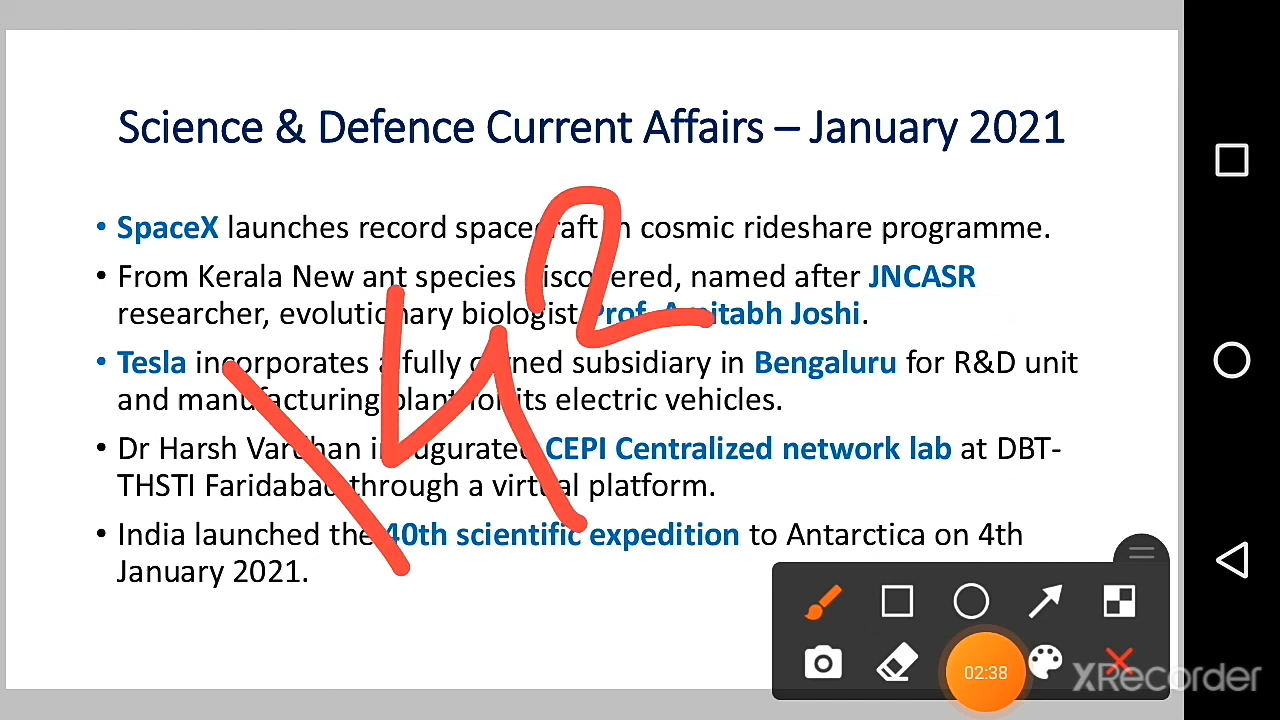 Science & Defence Current Affairs – January 2021
• SpaceX launches record spacecraft in cosmic rideshare programme.
• From Kerala New ant species discovered, named after JNCASR
researcher, evolutionary biologist Prof. Amitabh Joshi.
• Tesla incorporates a fully owned subsidiary in Bengaluru for R&D unit
and manufacturing plant for its electric vehicles.
• Dr Harsh Vardhan inaugurated CEPI Centralized network lab at DBT-
THSTI Faridabad through a virtual platform.
• India launched the 40th scientific expedition to Antarctica on 4th
January 2021.
142
02:38
XRecorder